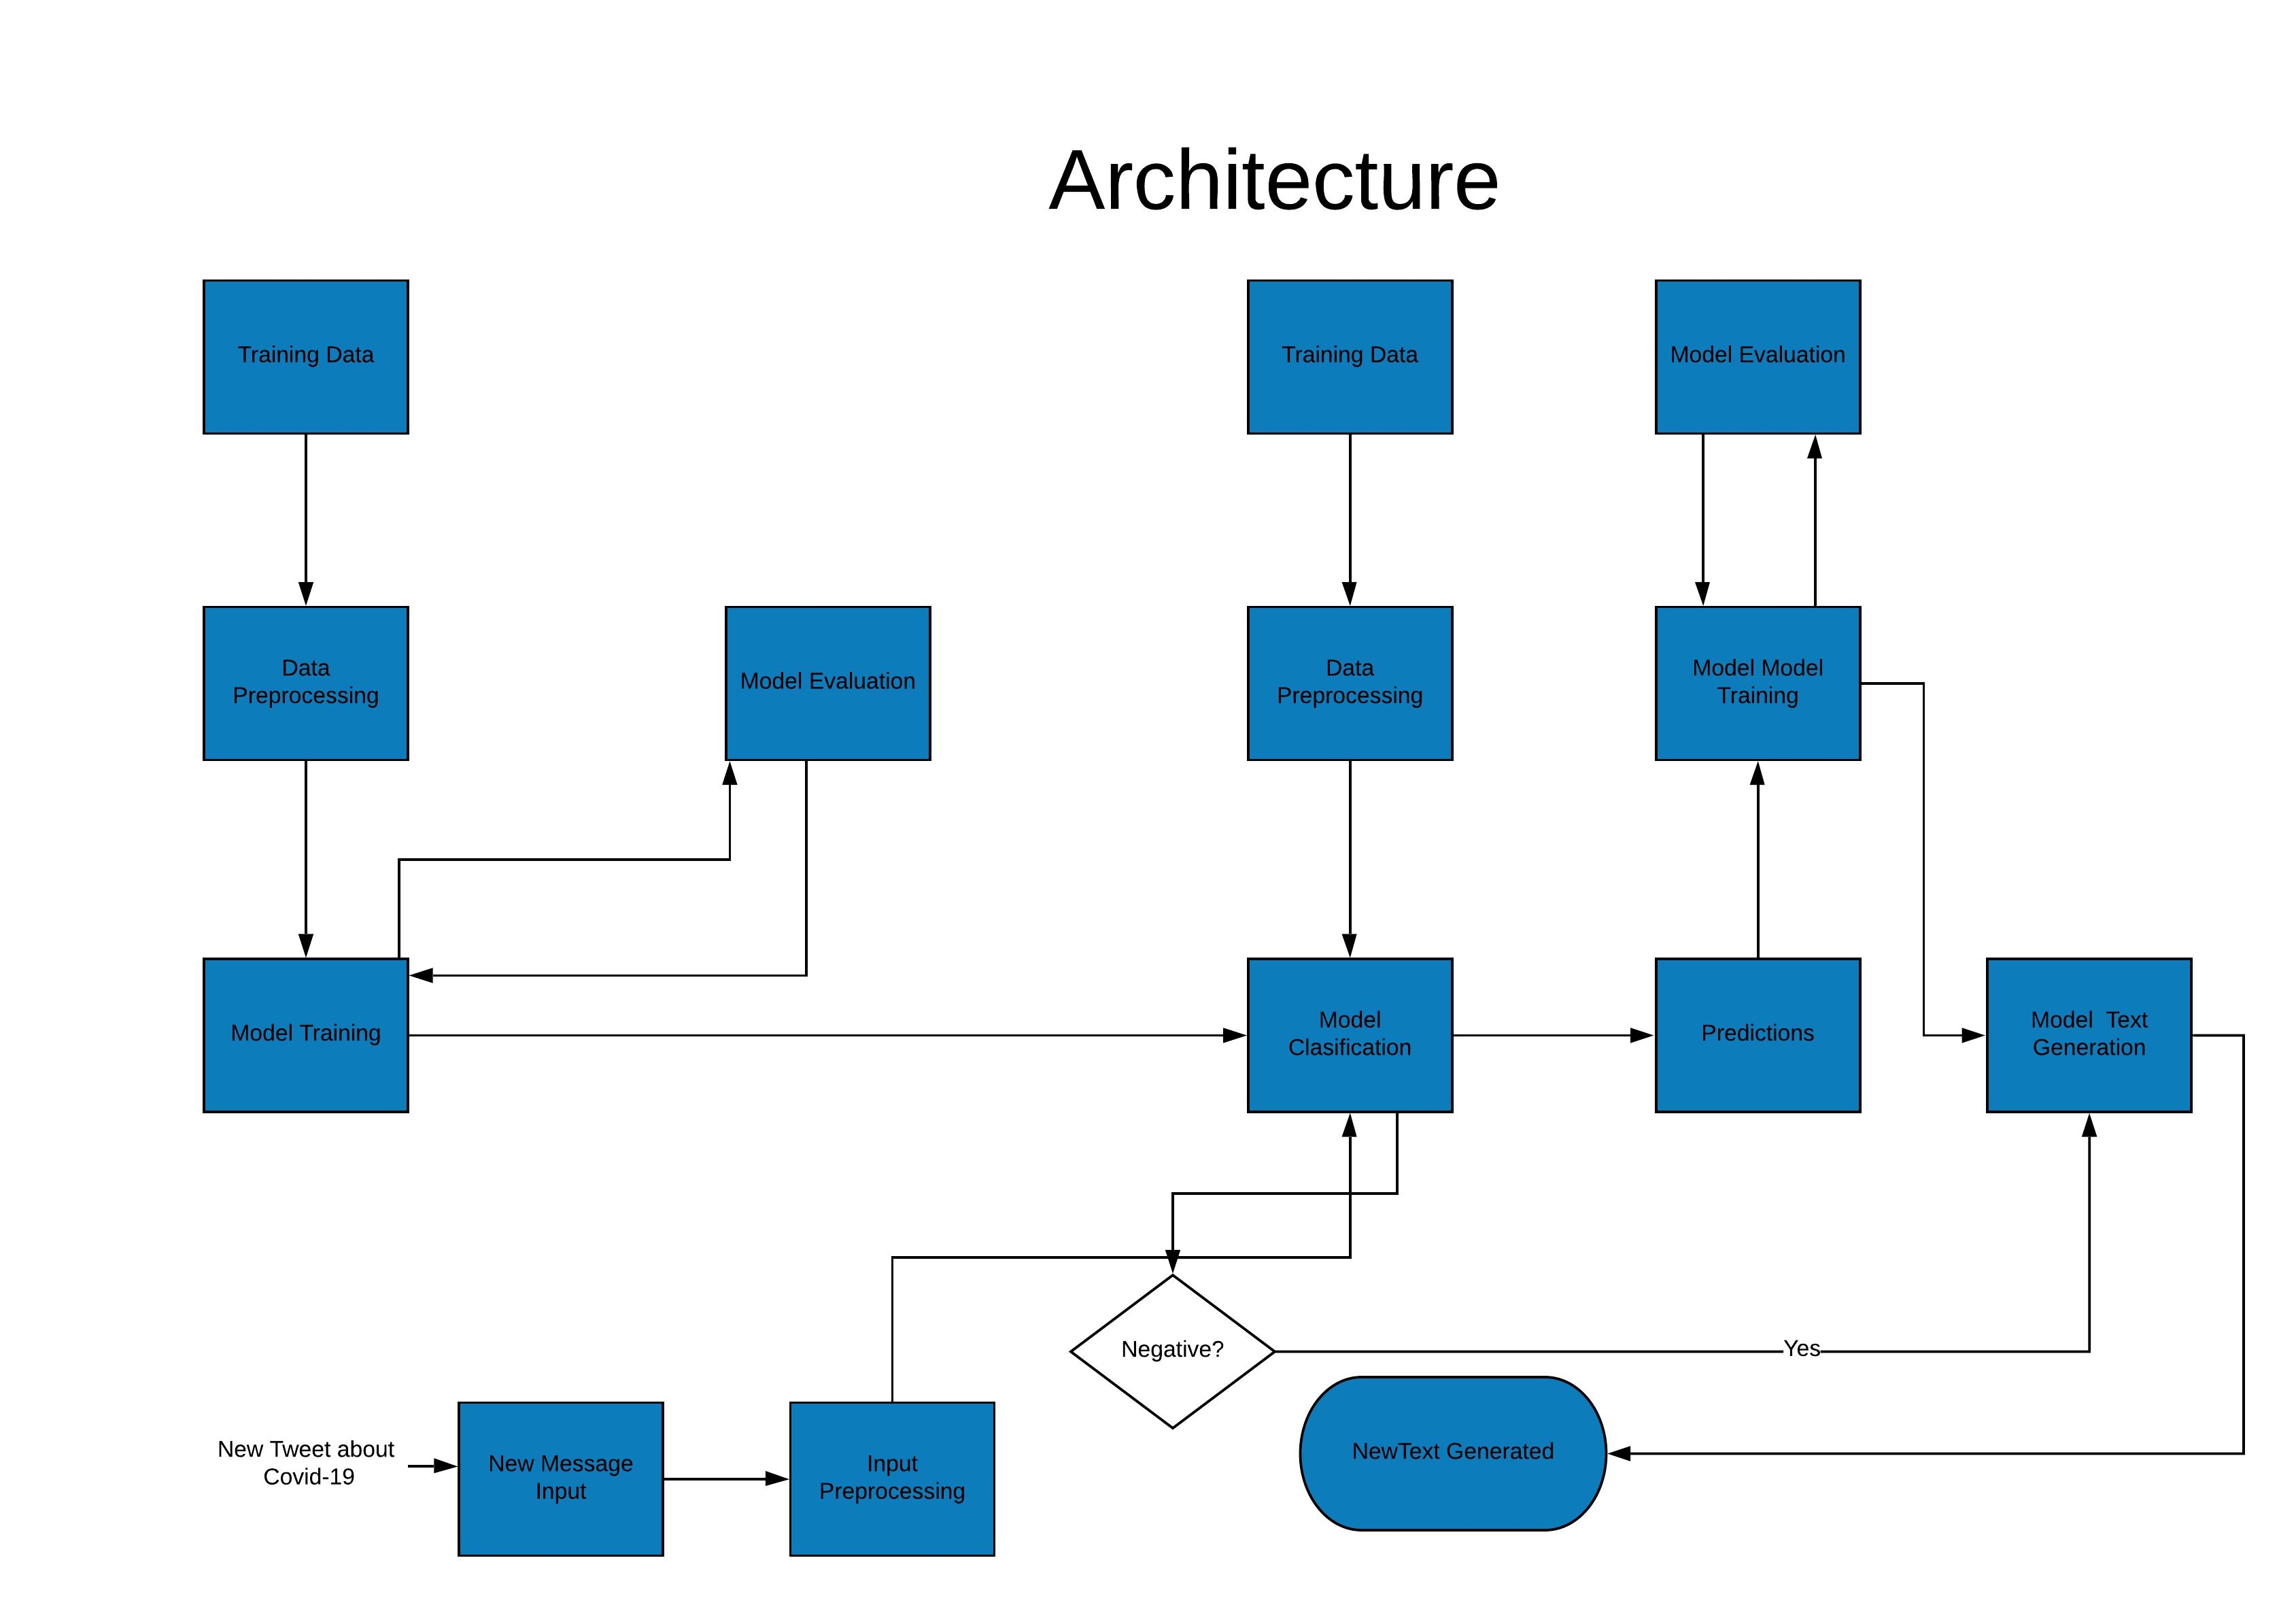 Architecture
Training Data
Training Data
Model Evaluation
Data
Preprocessing
Model Evaluation
Data
Preprocessing
Model Model
Training
Model Training
Model
Clasification
Predictions
Model  Text
Generation
Negative?
Yes
New Tweet about
Covid-19
New Message
Input
Input
Preprocessing
NewText Generated